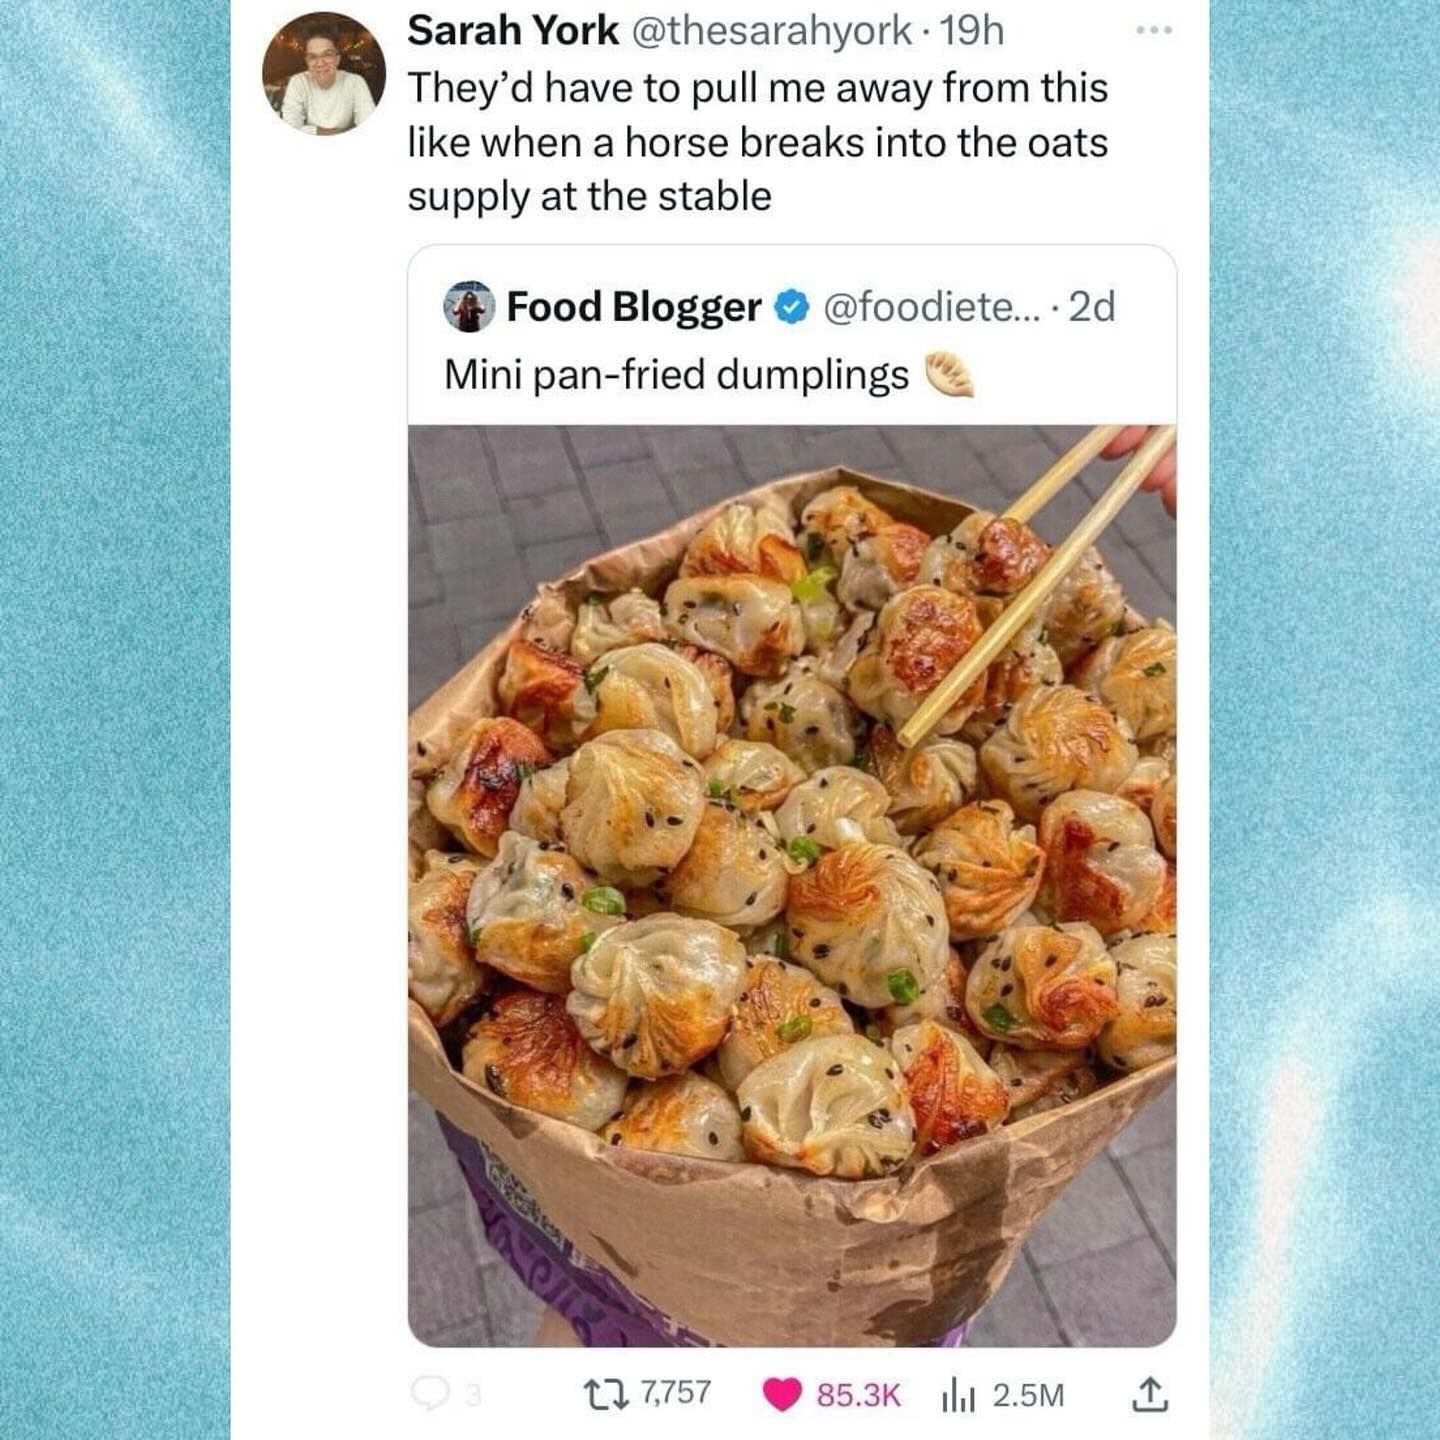 Sarah York @thesarahyork · 19h
They’d have to pull me away from this
like when a horse breaks into the oats
supply at the stable
Food Blogger @foodiete... · 2d
Mini pan-fried dumplings 🥟
3 7,757 85.3K 2.5M